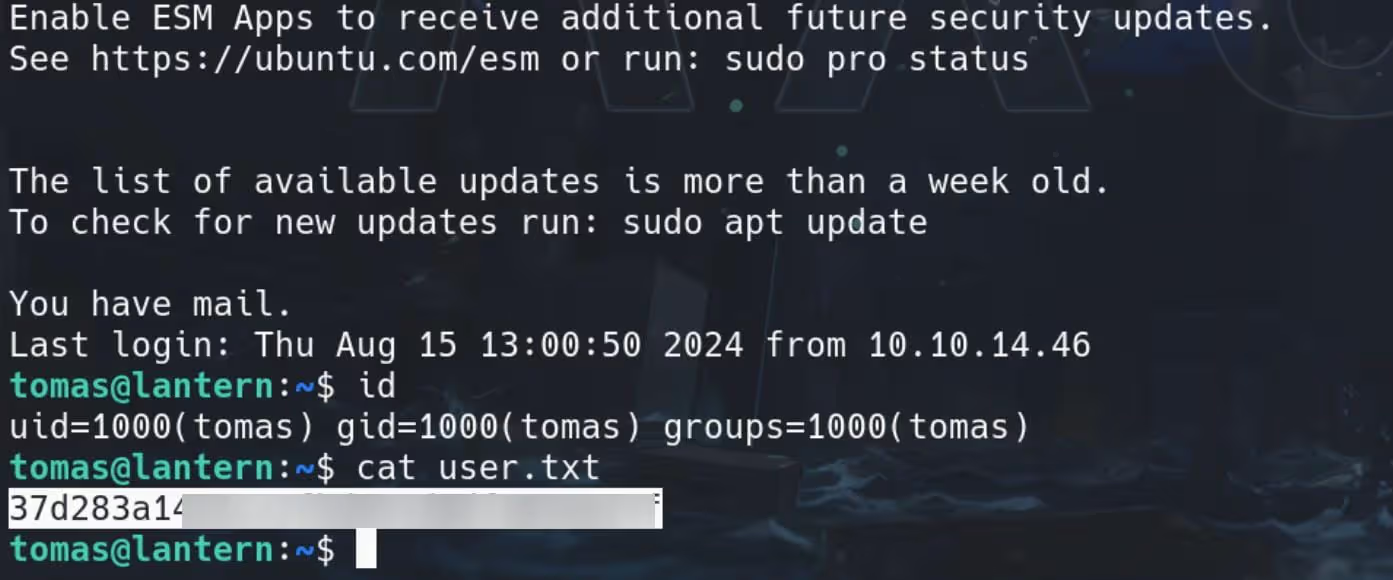 Enable ESM Apps to receive additional future security updates.
See https://ubuntu.com/esm or run: sudo pro status
The list of available updates is more than a week old.
To check for new updates run: sudo apt update
You have mail.
Last login: Thu Aug 15 13:00:50 2024 from 10.10.14.46
tomas@lantern:~$ id
uid=1000(tomas) gid=1000(tomas) groups=1000(tomas)
tomas@lantern:~$ cat user.txt
37d283a14
tomas@lantern:~$